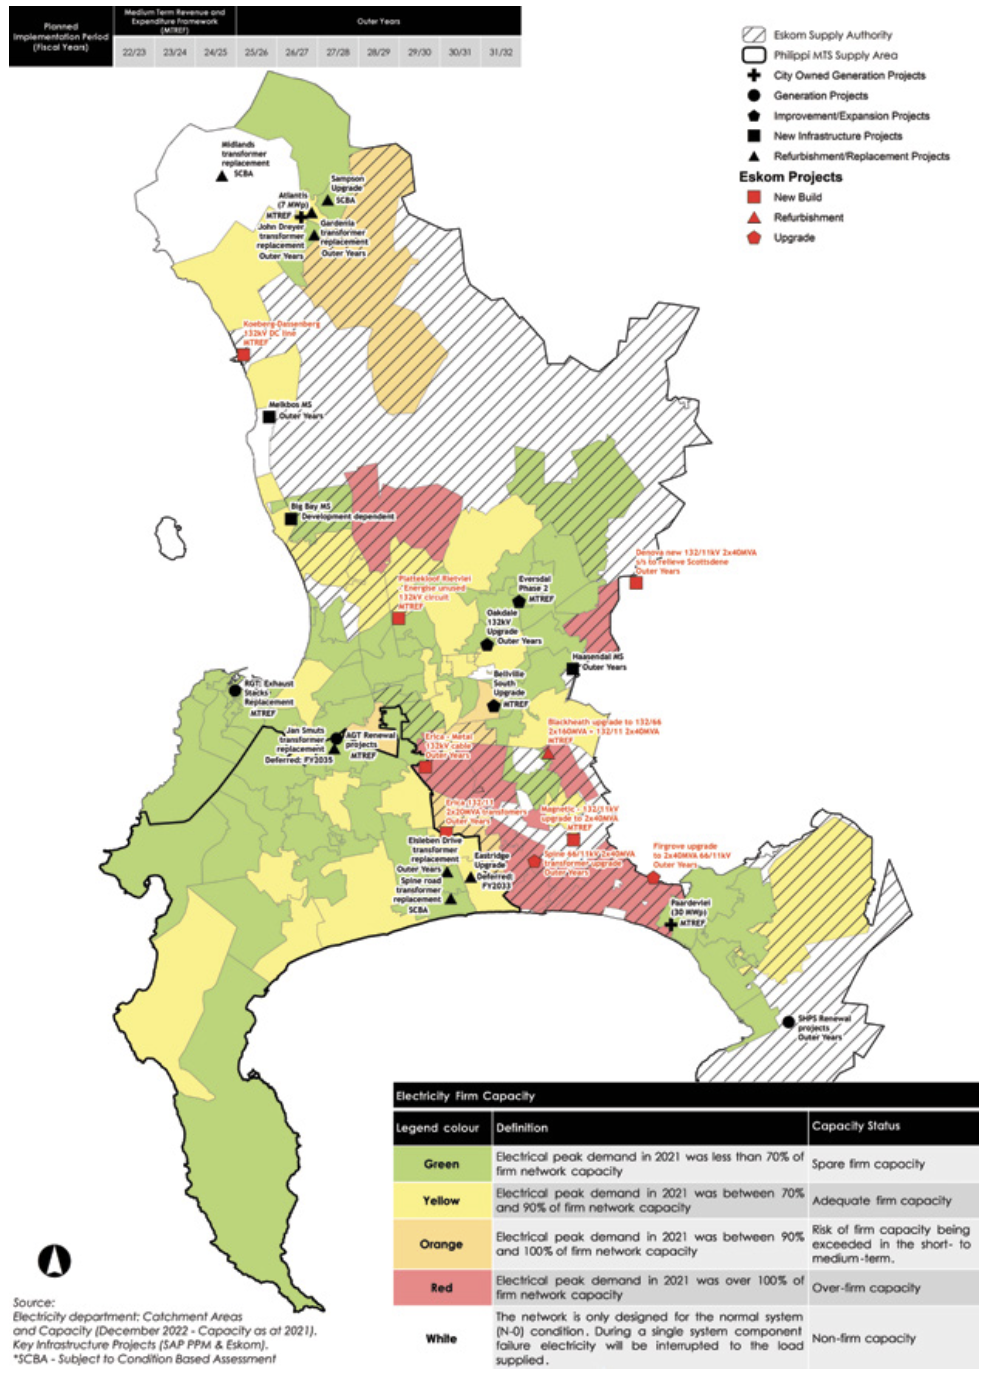 Planned
Implementation Period
(Fiscal Years)
Medium Term Revenue and
Expenditure Framework
(MTREF)
Outer Years
22/23 23/24 24/25 25/26 26/27 27/28 28/29 29/30 30/31 31/32
Eskom Supply Authority
Philippi MTS Supply Area
City Owned Generation Projects
Generation Projects
Improvement/Expansion Projects
New Infrastructure Projects
Refurbishment/Replacement Projects
Eskom Projects
New Build
Refurbishment
Upgrade
Midlands
transformer
replacement
SCBA
Sampson
Upgrade
SCBA
Atlantis
(7 MWp)
MTREF
John Dreyer
transformer
replacement
Outer Years
Gardenia
transformer
replacement
Outer Years
Koeberg-Dassenberg
132kV DC line
MTREF
Melkbos MS
Outer Years
Big Bay MS
Development dependent
Denova new 132/11kV 2x40MVA
s/s to relieve Scottsdene
Outer Years
Plattekloof Rietvlei
- Energise unused
132kV circuit
MTREF
Eversdal
Phase 2
MTREF
Oakdale
132kV
Upgrade
Outer Years
Haasendal MS
Outer Years
Bellville
South
Upgrade
MTREF
RGT: Exhaust
Stacks
Replacement
MTREF
Blackheath upgrade to 132/66
2x160MVA + 132/11 2x40MVA
MTREF
Jan Smuts
transformer
replacement
Deferred: FY2035
AGT Renewal
projects
MTREF
Erica - Metal
132kV cable
Outer Years
Erica 132/11
2x20MVA transfomers
Outer Years
Magnetic - 132/11kV
upgrade to 2x40MVA
MTREF
Eisleben Drive
transformer
replacement
Outer Years
Eastridge
Upgrade
Deferred:
FY2033
Spine road
transformer
replacement
SCBA
Spine 66/11kV 2x40MVA
transformer upgrade
Outer Years
Firgrove upgrade
to 2x40MVA 66/11kV
Outer Years
Paardevlei
(30 MWp)
MTREF
SHPS Renewal
projects
Outer Years
Electricity Firm Capacity
Legend colour Definition Capacity Status
Green Electrical peak demand in 2021 was less than 70% of
firm network capacity Spare firm capacity
Yellow Electrical peak demand in 2021 was between 70%
and 90% of firm network capacity Adequate firm capacity
Orange Electrical peak demand in 2021 was between 90%
and 100% of firm network capacity Risk of firm capacity being
exceeded in the short- to
medium-term.
Red Electrical peak demand in 2021 was over 100% of
firm network capacity Over-firm capacity
White The network is only designed for the normal system
(N-0) condition. During a single system component
failure electricity will be interrupted to the load
supplied. Non-firm capacity
Source:
Electricity department: Catchment Areas
and Capacity (December 2022 - Capacity as at 2021).
Key Infrastructure Projects (SAP PPM & Eskom).
*SCBA - Subject to Condition Based Assessment